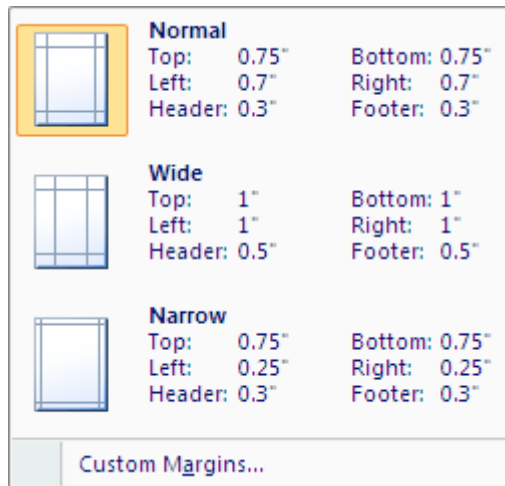 Normal
Top: 0.75" Bottom: 0.75"
Left: 0.7" Right: 0.7"
Header: 0.3" Footer: 0.3"
Wide
Top: 1" Bottom: 1"
Left: 1" Right: 1"
Header: 0.5" Footer: 0.5"
Narrow
Top: 0.75" Bottom: 0.75"
Left: 0.25" Right: 0.25"
Header: 0.3" Footer: 0.3"
Custom Margins...